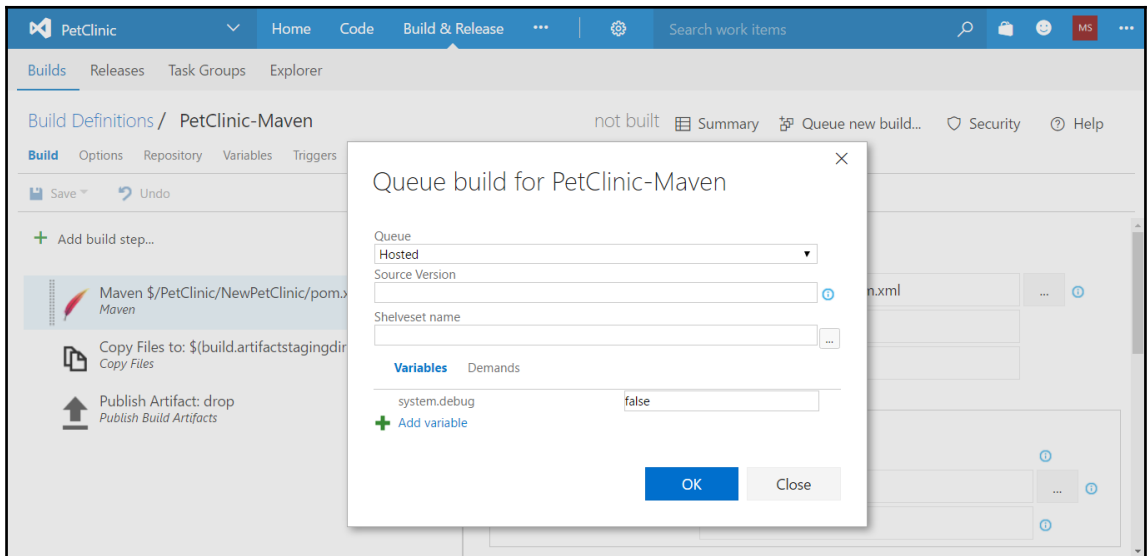 PetClinic Home Code Build & Release ... Search work items MS ...
Builds Releases Task Groups Explorer
Build Definitions / PetClinic-Maven not built Summary Queue new build... Security Help
Build Options Repository Variables Triggers
Save Undo
Queue build for PetClinic-Maven
Add build step...
Queue
Hosted
Source Version
Maven $/PetClinic/NewPetClinic/pom.x
m.xml ...
Maven
Shelveset name
...
Copy Files to: $(build.artifactstagingdir
Copy Files
Variables Demands
Publish Artifact: drop
Publish Build Artifacts
system.debug false
Add variable
...
OK Close